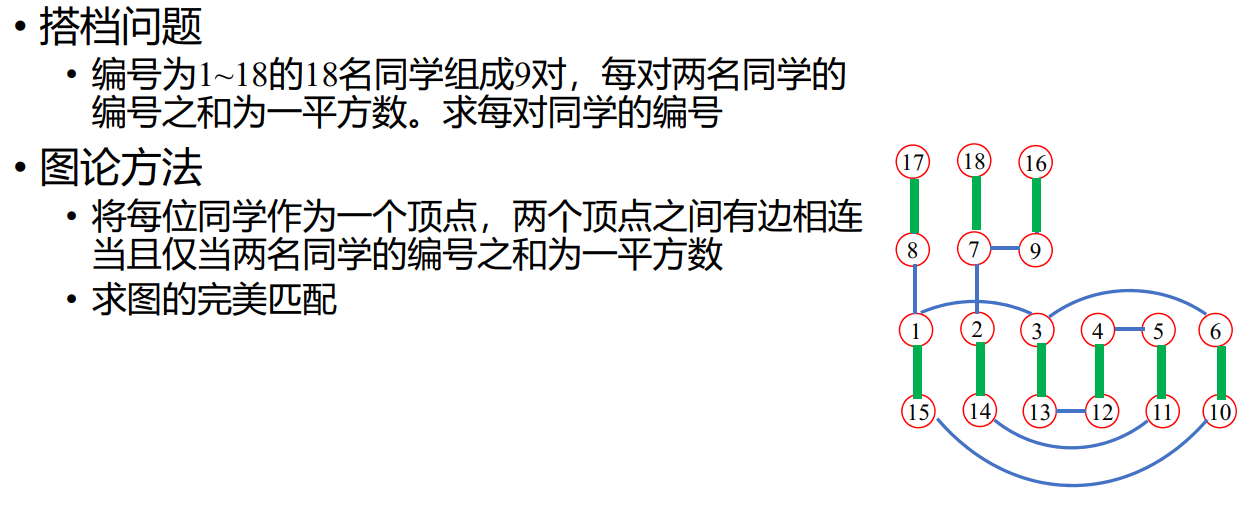 • 搭档问题
• 编号为1~18的18名同学组成9对，每对两名同学的
编号之和为一平方数。求每对同学的编号
• 图论方法
• 将每位同学作为一个顶点，两个顶点之间有边相连
当且仅当两名同学的编号之和为一平方数
• 求图的完美匹配
17 18 16
8 7 9
1 2 3 4 5 6
15 14 13 12 11 10